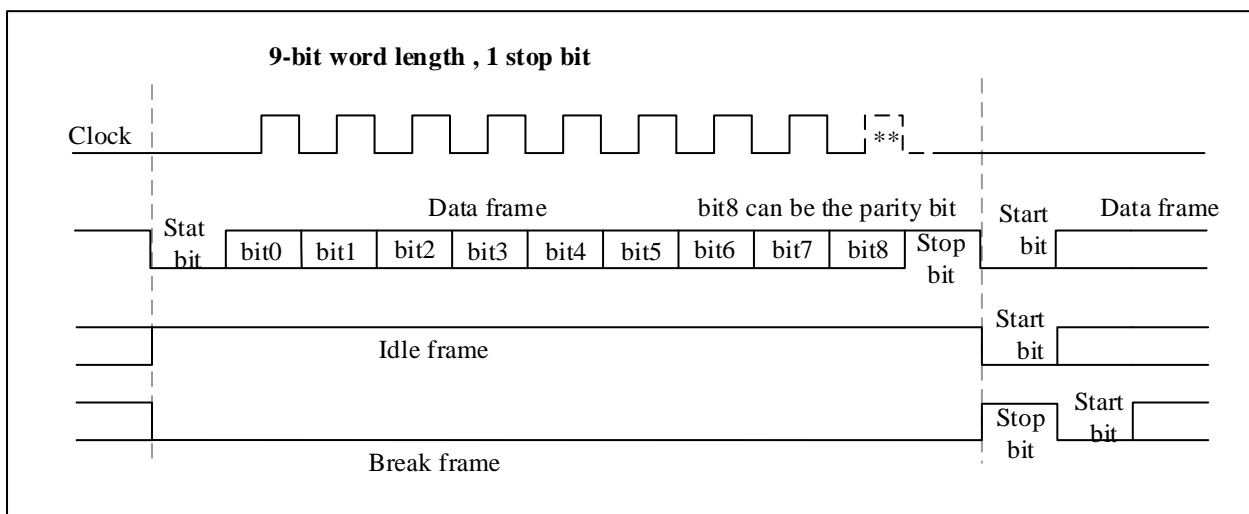 9-bit word length , 1 stop bit
Clock
**
Data frame
bit8 can be the parity bit
Data frame
Stat
bit
bit0
bit1
bit2
bit3
bit4
bit5
bit6
bit7
bit8
Stop
bit
Start
bit
Idle frame
Start
bit
Break frame
Stop
bit
Start
bit